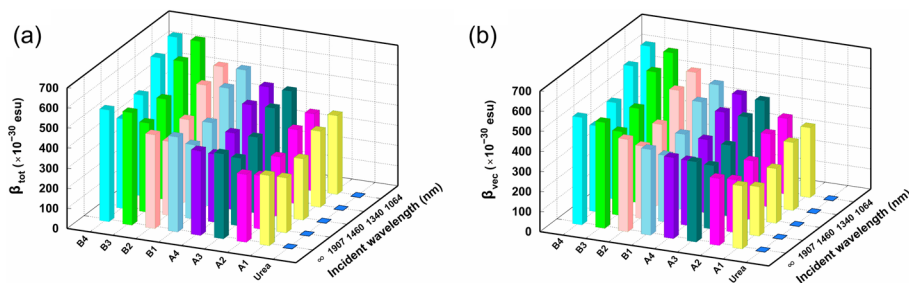 (a)
β tot (×10⁻³⁰ esu)
700
600
500
400
300
200
100
0
B4
B3
B2
B1
A4
A3
A2
A1
Urea
∞ 1907 1460 1340 1064
Incident wavelength (nm)
(b)
β vec (×10⁻³⁰ esu)
700
600
500
400
300
200
100
0
B4
B3
B2
B1
A4
A3
A2
A1
Urea
∞ 1907 1460 1340 1064
Incident wavelength (nm)